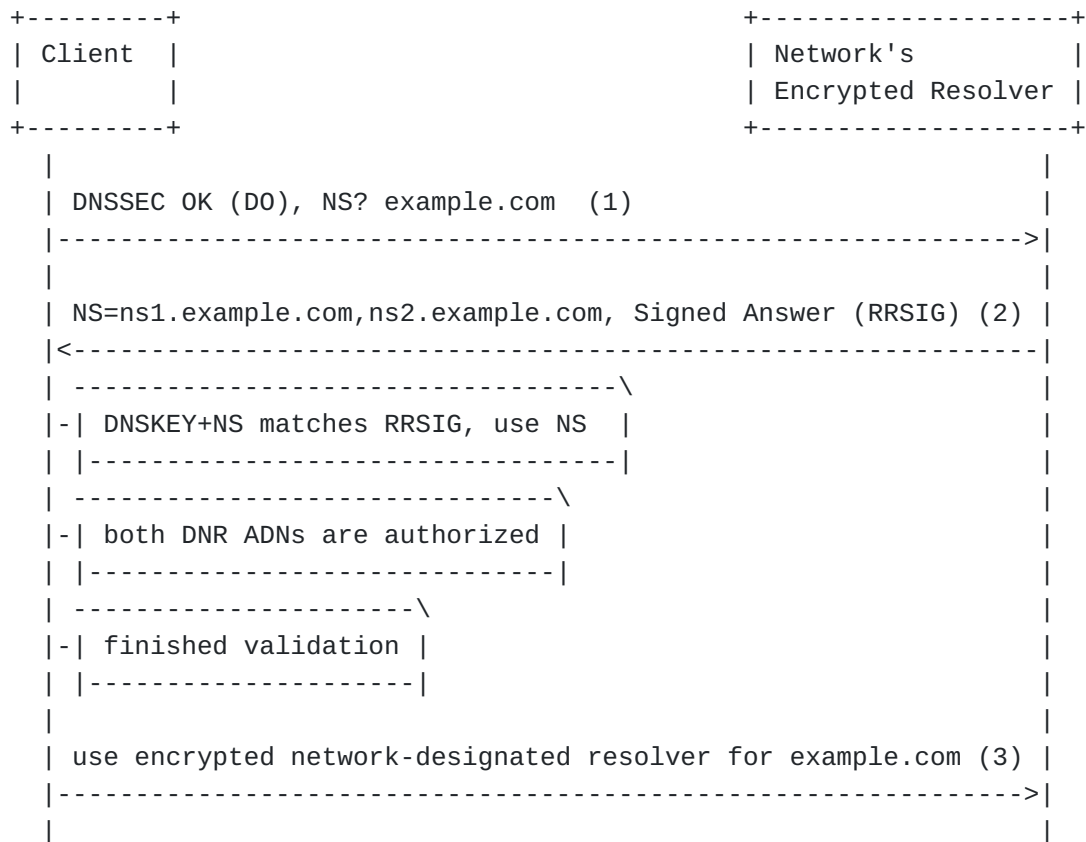 Client
Network's
Encrypted Resolver
DNSSEC OK (DO), NS? example.com (1)
NS=ns1.example.com,ns2.example.com, Signed Answer (RRSIG) (2)
DNSKEY+NS matches RRSIG, use NS
both DNR ADNs are authorized
finished validation
use encrypted network-designated resolver for example.com (3)